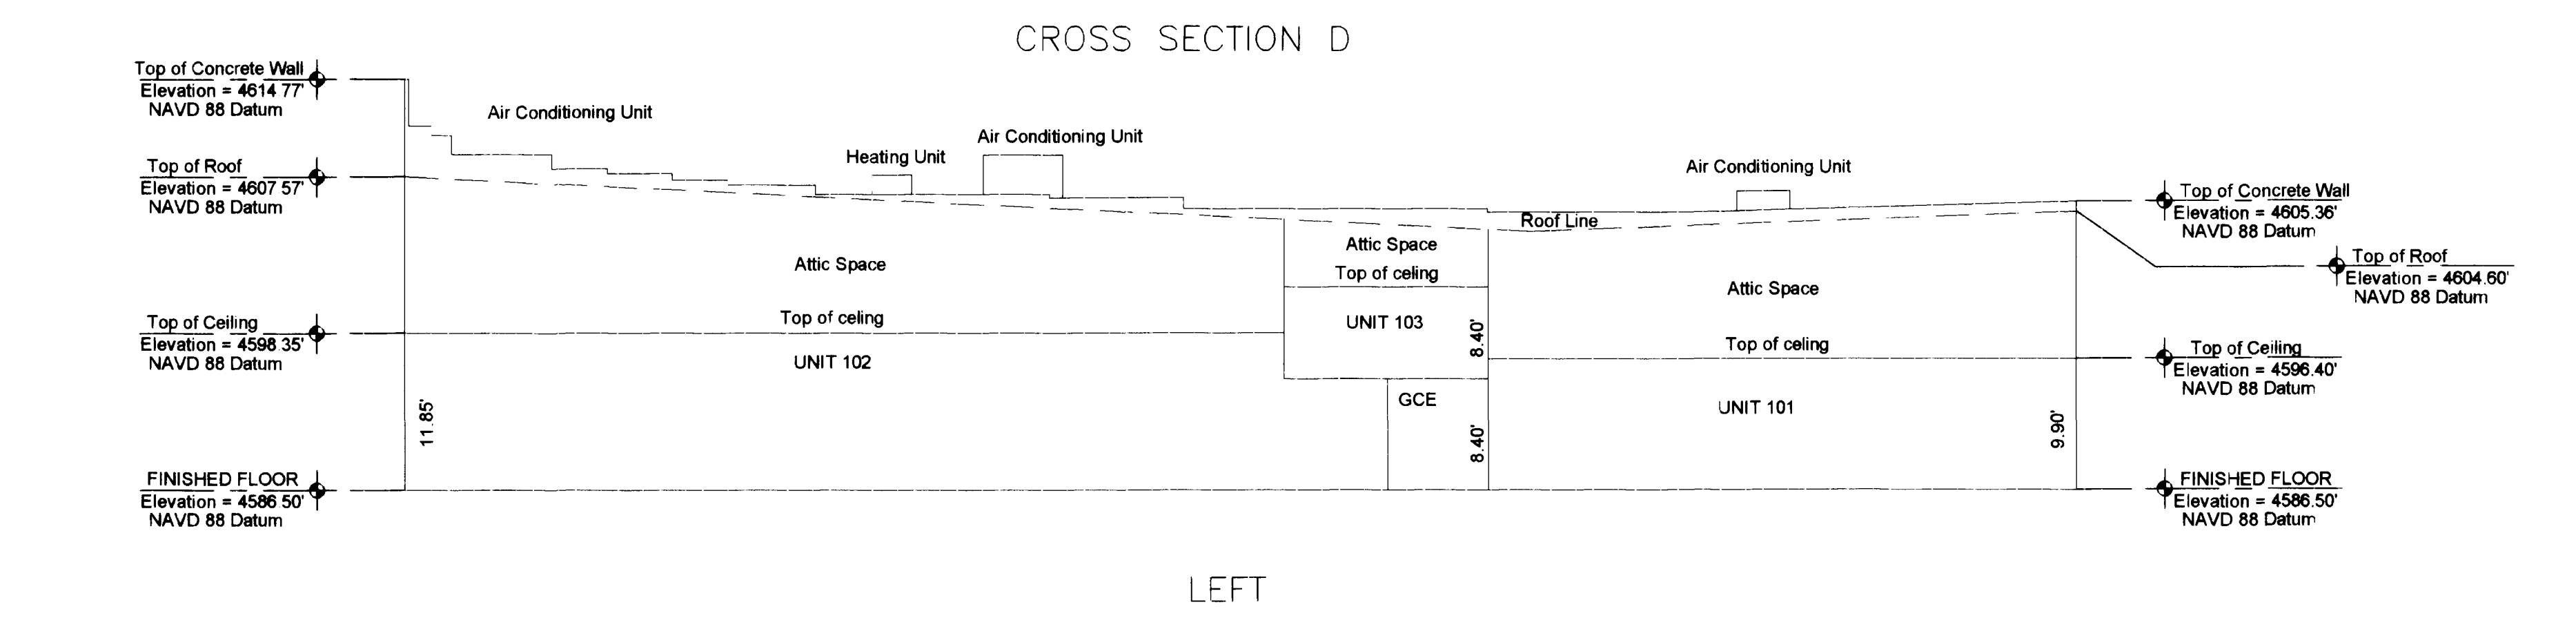 CROSS SECTION D
Top of Concrete Wall
Elevation = 4614 77'
NAVD 88 Datum
Air Conditioning Unit
Air Conditioning Unit
Heating Unit
Air Conditioning Unit
Top of Roof
Elevation = 4607 57'
NAVD 88 Datum
Top of Concrete Wall
Elevation = 4605.36'
NAVD 88 Datum
Roof Line
Attic Space
Top of celing
Attic Space
Top of Roof
Elevation = 4604.60'
NAVD 88 Datum
Attic Space
Top of Ceiling
Elevation = 4598 35'
NAVD 88 Datum
Top of celing
UNIT 102
UNIT 103
8.40'
Top of celing
Top of Ceiling
Elevation = 4596.40'
NAVD 88 Datum
GCE
UNIT 101
11.85'
8.40'
9.90'
FINISHED FLOOR
Elevation = 4586 50'
NAVD 88 Datum
FINISHED FLOOR
Elevation = 4586.50'
NAVD 88 Datum
LEFT